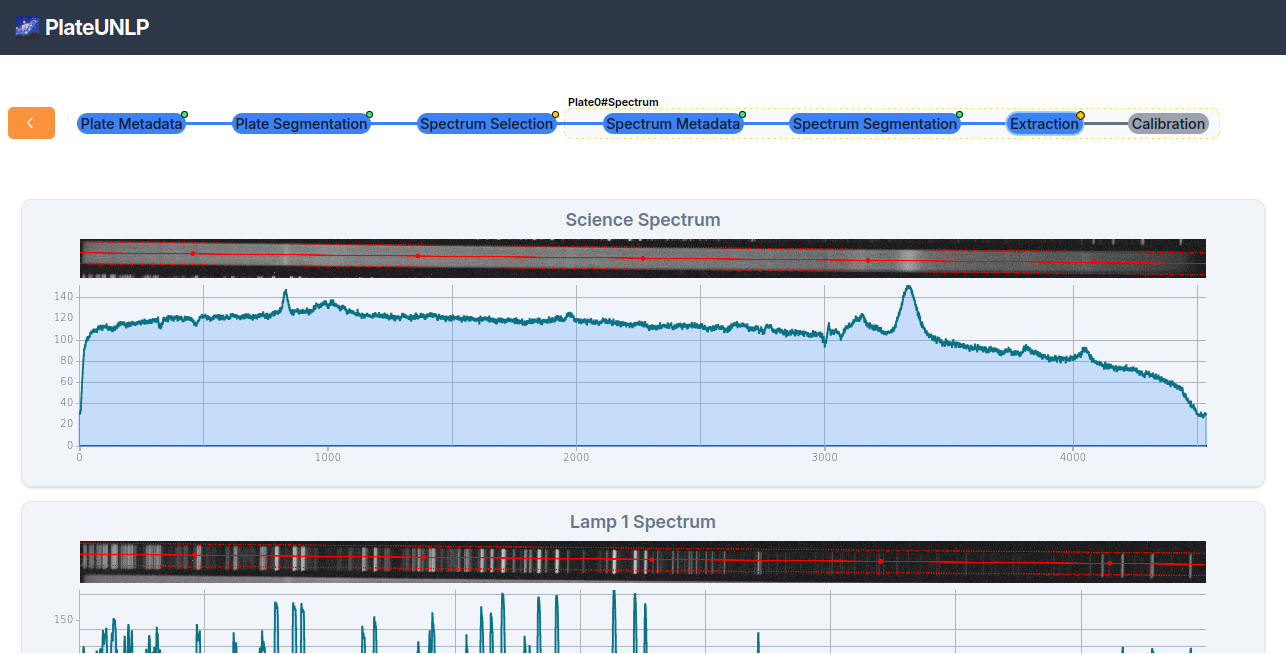 PlateUNLP
Plate0#Spectrum
Plate Metadata Plate Segmentation Spectrum Selection Spectrum Metadata Spectrum Segmentation Extraction Calibration
Science Spectrum
140
120
100
80
60
40
20
0
0 1000 2000 3000 4000
Lamp 1 Spectrum
150